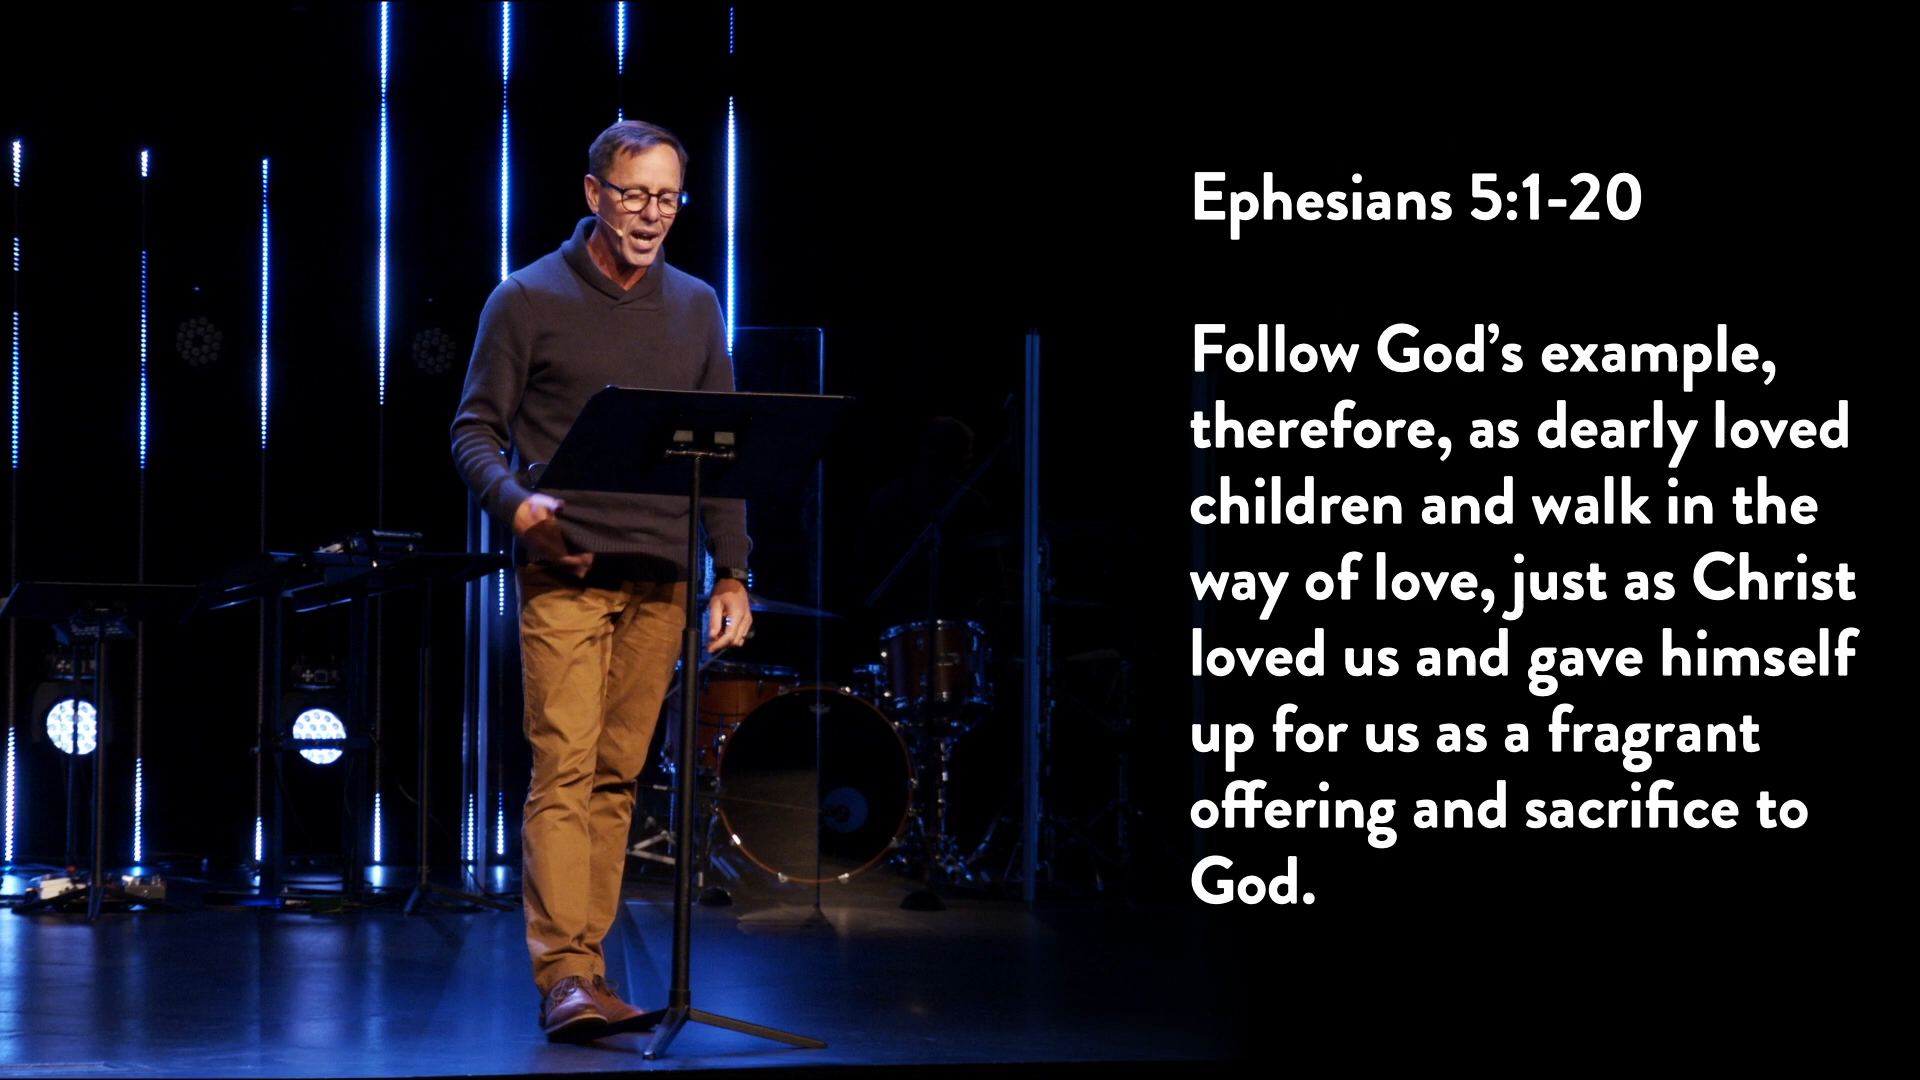 Ephesians 5:1-20
Follow God’s example,
therefore, as dearly loved
children and walk in the
way of love, just as Christ
loved us and gave himself
up for us as a fragrant
offering and sacrifice to
God.